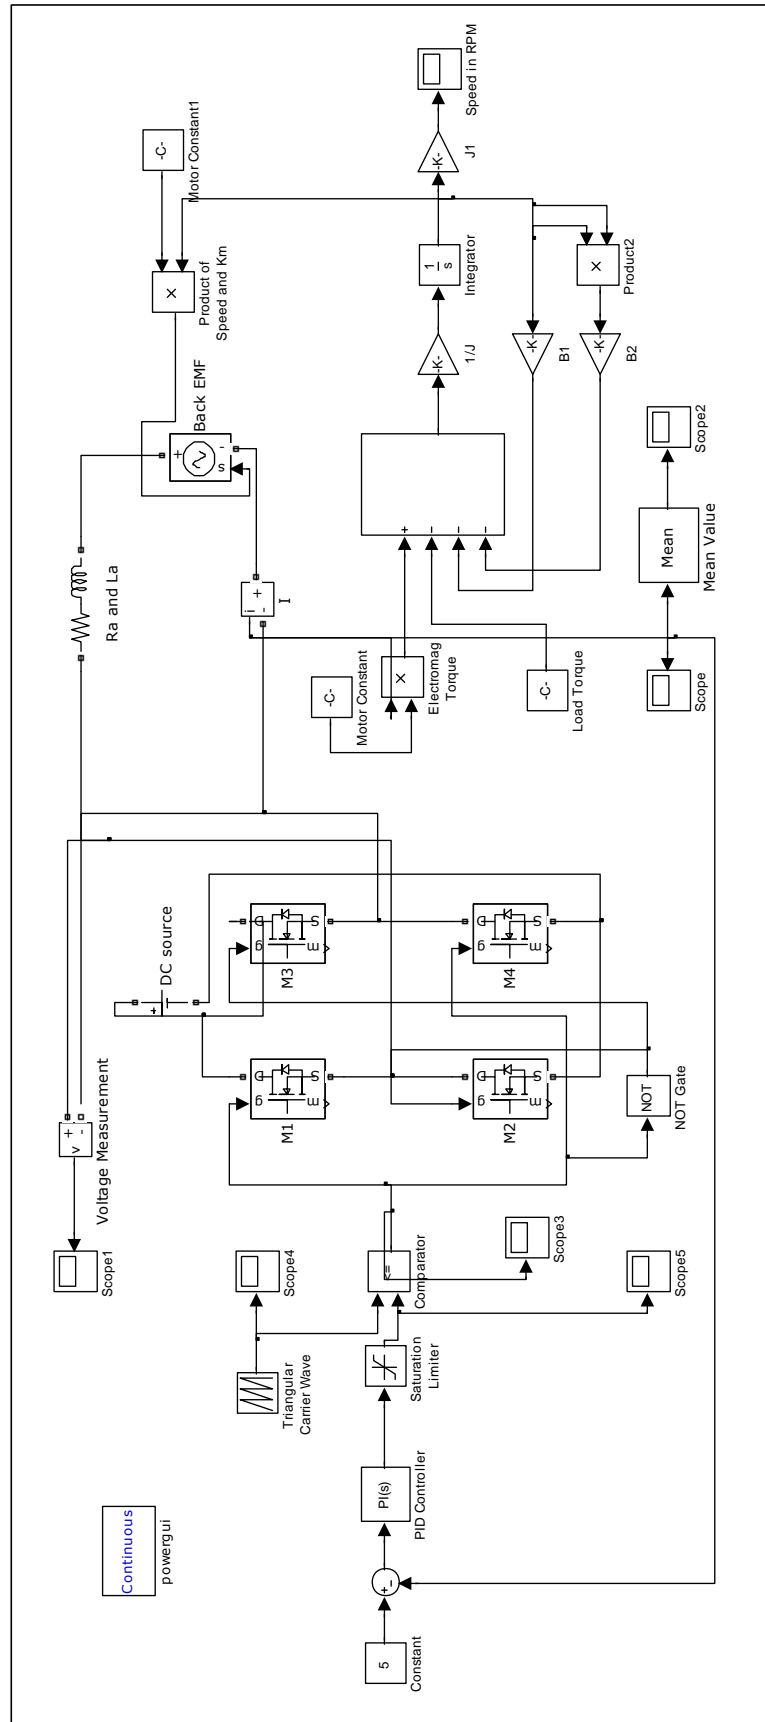 Continuous
powergui
Scope1
v
+
-
Voltage Measurement
DC source
+
Ra and La
Back EMF
+
-
s
Product of
Speed and Km
×
-C-
Motor Constant1
Triangular
Carrier Wave
Scope4
g
D
S
m
M1
g
D
S
m
M3
i
+
-
I
5
Constant
+
-
PI(s)
PID Controller
Saturation
Limiter
<=
Comparator
-C-
Motor Constant
×
Electromag
Torque
+
-
-
-
-K-
1/J
1
s
Integrator
-K-
J1
Speed in RPM
Scope3
g
D
S
m
M2
g
D
S
m
M4
-C-
Load Torque
-K-
B1
-K-
B2
×
Product2
Scope5
NOT
NOT Gate
Scope
Mean
Mean Value
Scope2